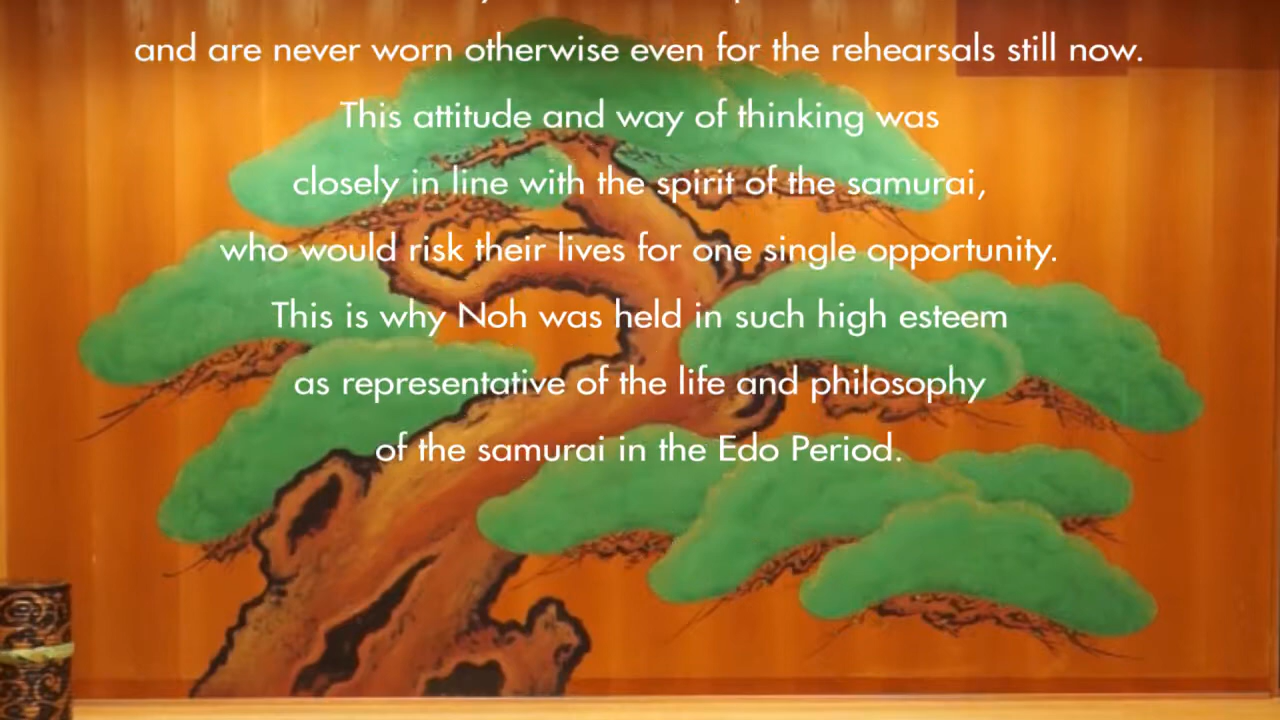 and are never worn otherwise even for the rehearsals still now.
This attitude and way of thinking was
closely in line with the spirit of the samurai,
who would risk their lives for one single opportunity.
This is why Noh was held in such high esteem
as representative of the life and philosophy
of the samurai in the Edo Period.